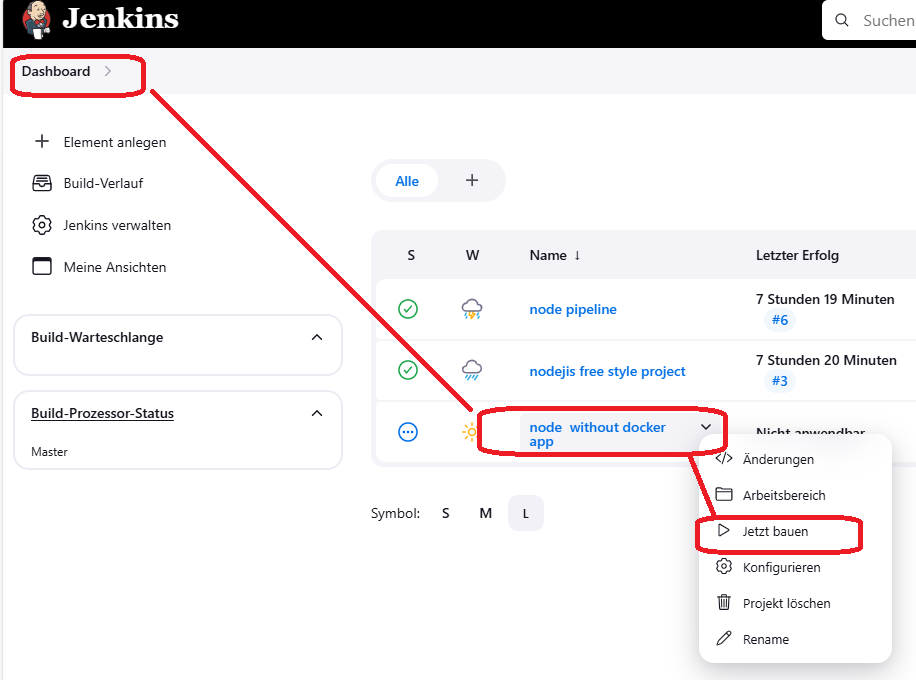 Jenkins
Suchen
Dashboard
Element anlegen
Build-Verlauf
Jenkins verwalten
Meine Ansichten
Build-Warteschlange
Build-Prozessor-Status
Master
Alle
S W Name ↓ Letzter Erfolg
node pipeline 7 Stunden 19 Minuten
#6
nodejis free style project 7 Stunden 20 Minuten
#3
node without docker Nicht anwendbar
app
Symbol: S M L
Änderungen
Arbeitsbereich
Jetzt bauen
Konfigurieren
Projekt löschen
Rename